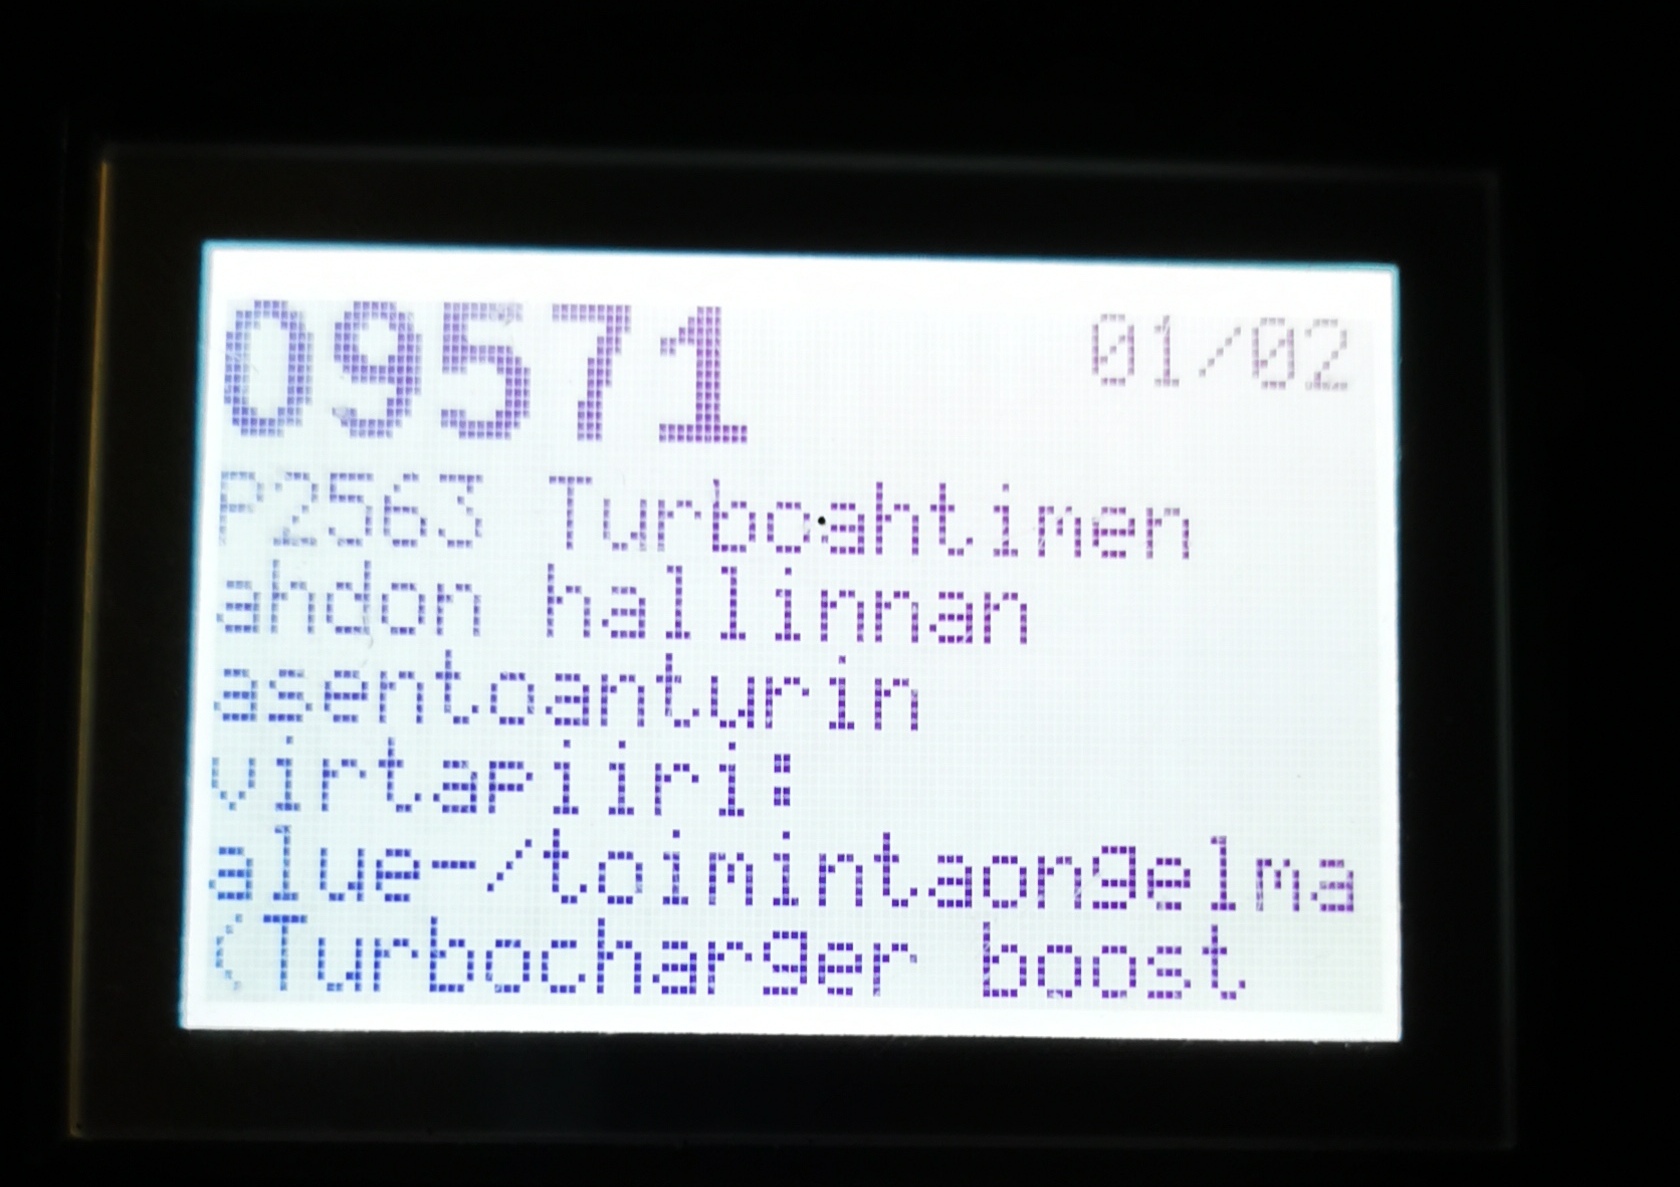 09571 01/02
P2563 Turboahtimen
ahdon hallinnan
asentoanturin
virtapiiri:
alue-/toimintaongelma
(Turbocharger boost